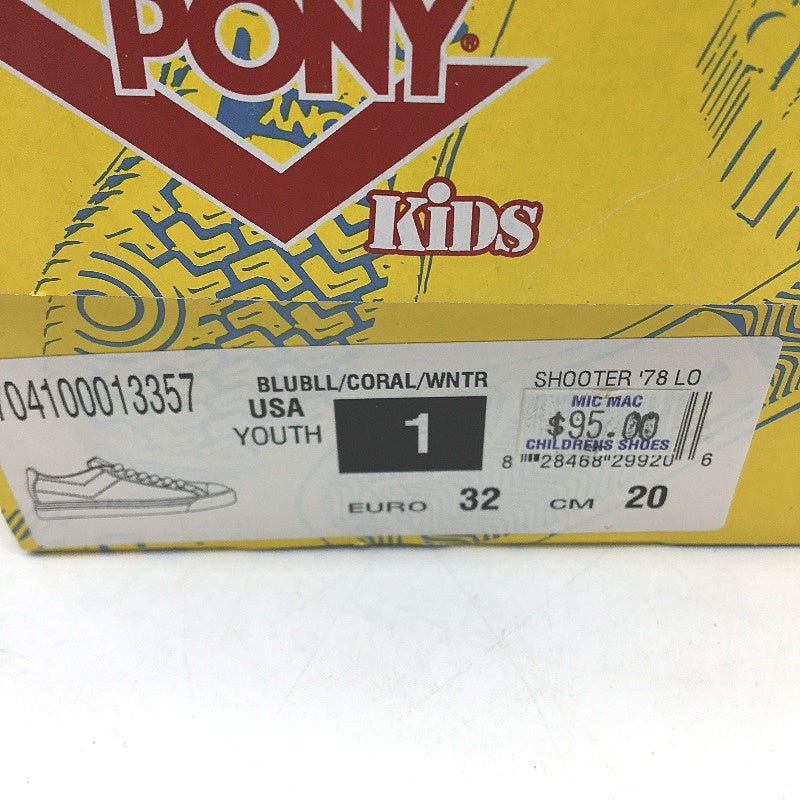 PONY®
KiDS
704100013357
BLUBLL/CORAL/WNTR
SHOOTER '78 LO
USA
YOUTH
1
MIC MAC
$95.00
CHILDRENS SHOES
8 28468 29920 6
EURO 32 CM 20